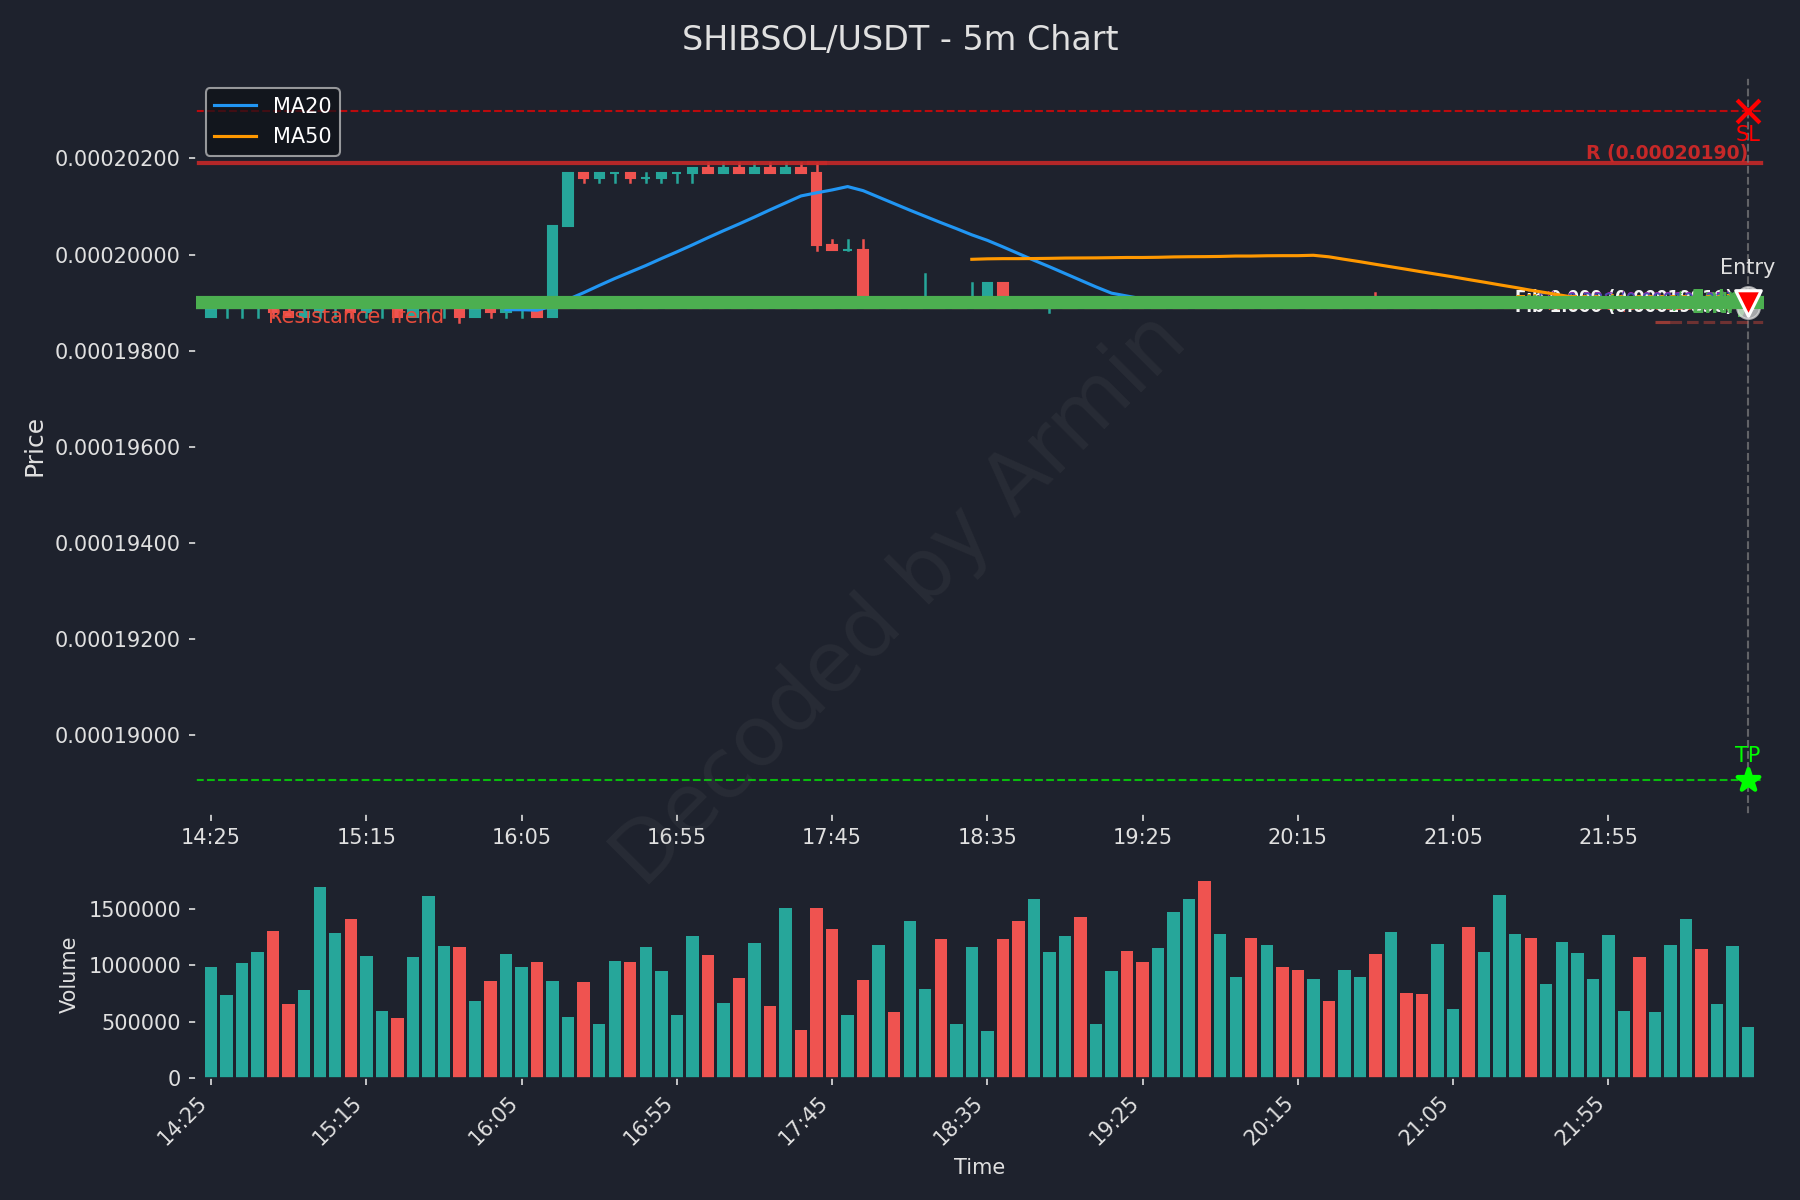 SHIBSOL/USDT - 5m Chart
MA20
MA50
SL
R (0.00020190)
0.00020200
0.00020000
0.00019800
0.00019600
0.00019400
0.00019200
0.00019000
Price
Entry
Resistance Trend
TP
Decoded by Armin
14:25
15:15
16:05
16:55
17:45
18:35
19:25
20:15
21:05
21:55
1500000
1000000
500000
0
Volume
14:25
15:15
16:05
16:55
17:45
18:35
19:25
20:15
21:05
21:55
Time